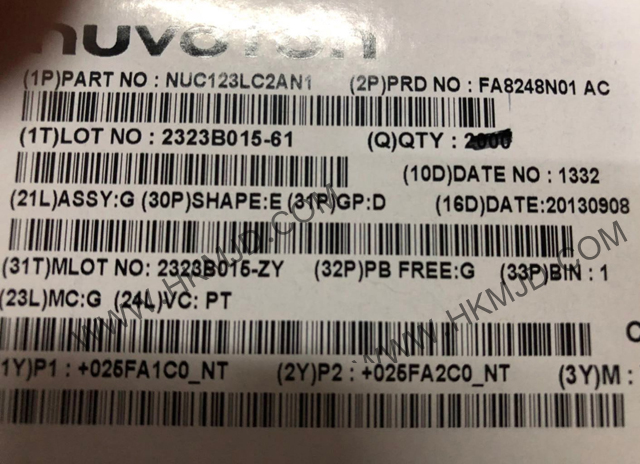 nuvoTon
(1P)PART NO : NUC123LC2AN1 (2P)PRD NO : FA8248N01 AC
(1T)LOT NO : 2323B015-61 (Q)QTY : 2000
(10D)DATE NO : 1332
(21L)ASSY:G (30P)SHAPE:E (31P)GP:D (16D)DATE:20130908
(31T)MLOT NO: 2323B015-ZY (32P)PB FREE:G (33P)BIN : 1
(23L)MC:G (24L)VC: PT
C
1Y)P1 : +025FA1C0_NT (2Y)P2 : +025FA2C0_NT (3Y)M :
WWW.HKMJD.COM
WWW.HKMJD.COM